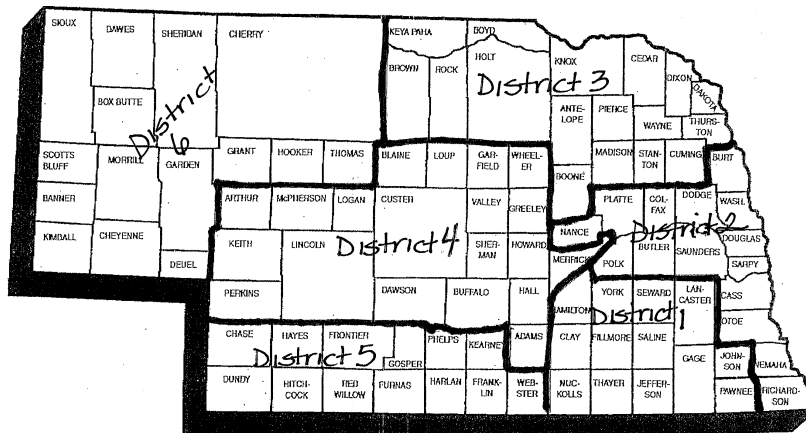 SIOUX
DAWES
SHERIDAN
CHERRY
KEYA PAHA
BOYD
HOLT
BROWN
ROCK
KNOX
CEDAR
DIXON
DAKOTA
BOX BUTTE
District 6
District 3
ANTE-
LOPE
PIERCE
WAYNE
THURS-
TON
SCOTTS
BLUFF
MORRILL
GARDEN
GRANT
HOOKER
THOMAS
BLAINE
LOUP
GAR-
FIELD
WHEEL-
ER
BOONE
MADISON
STAN-
TON
CUMING
BURT
BANNER
ARTHUR
McPHERSON
LOGAN
CUSTER
VALLEY
GREELEY
NANCE
PLATTE
COL-
FAX
DODGE
WASH.
KIMBALL
CHEYENNE
DEUEL
KEITH
LINCOLN
District 4
SHER-
MAN
HOWARD
MERRICK
POLK
BUTLER
District 2
SAUNDERS
DOUGLAS
SARPY
PERKINS
DAWSON
BUFFALO
HALL
HAMILTON
YORK
SEWARD
LAN-
CASTER
CASS
OTOE
District 1
CHASE
HAYES
FRONTIER
District 5
GOSPER
PHELPS
KEARNEY
ADAMS
CLAY
FILLMORE
SALINE
GAGE
JOHN-
SON
NEMAHA
DUNDY
HITCH-
COCK
RED
WILLOW
FURNAS
HARLAN
FRANK-
LIN
WEB-
STER
NUC-
KOLLS
THAYER
JEFFER-
SON
PAWNEE
RICHARD-
SON